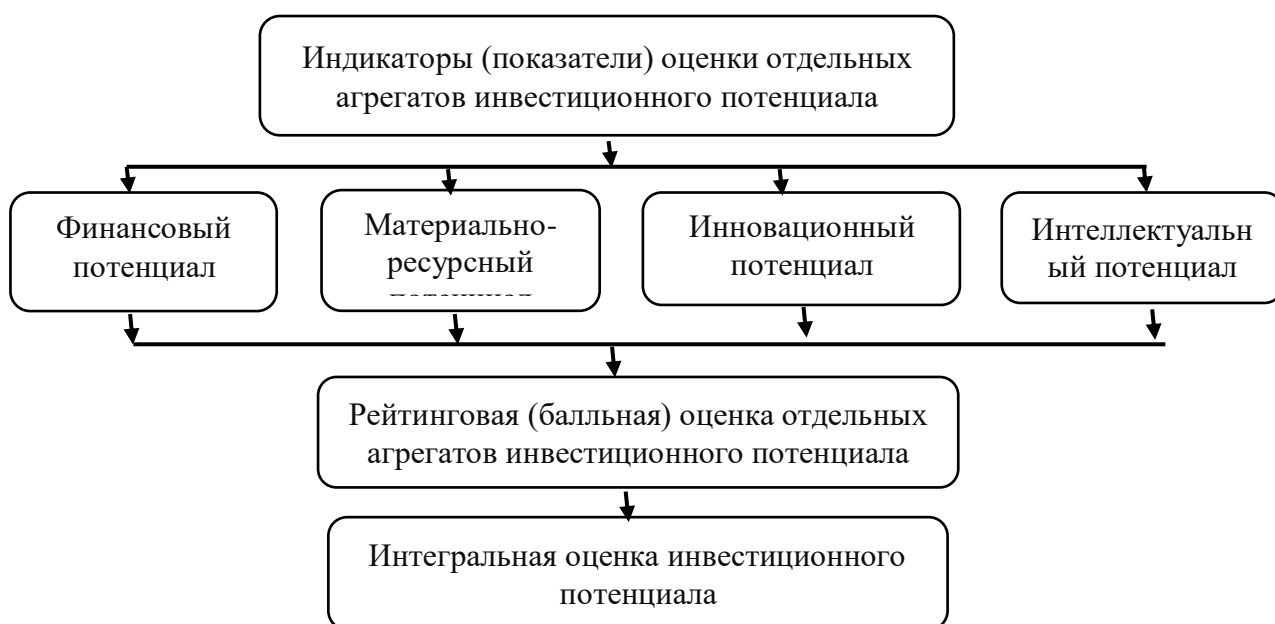 Индикаторы (показатели) оценки отдельных
агрегатов инвестиционного потенциала
Финансовый
потенциал
Материально-
ресурсный
Инновационный
потенциал
Интеллектуальн
ый потенциал
Рейтинговая (балльная) оценка отдельных
агрегатов инвестиционного потенциала
Интегральная оценка инвестиционного
потенциала